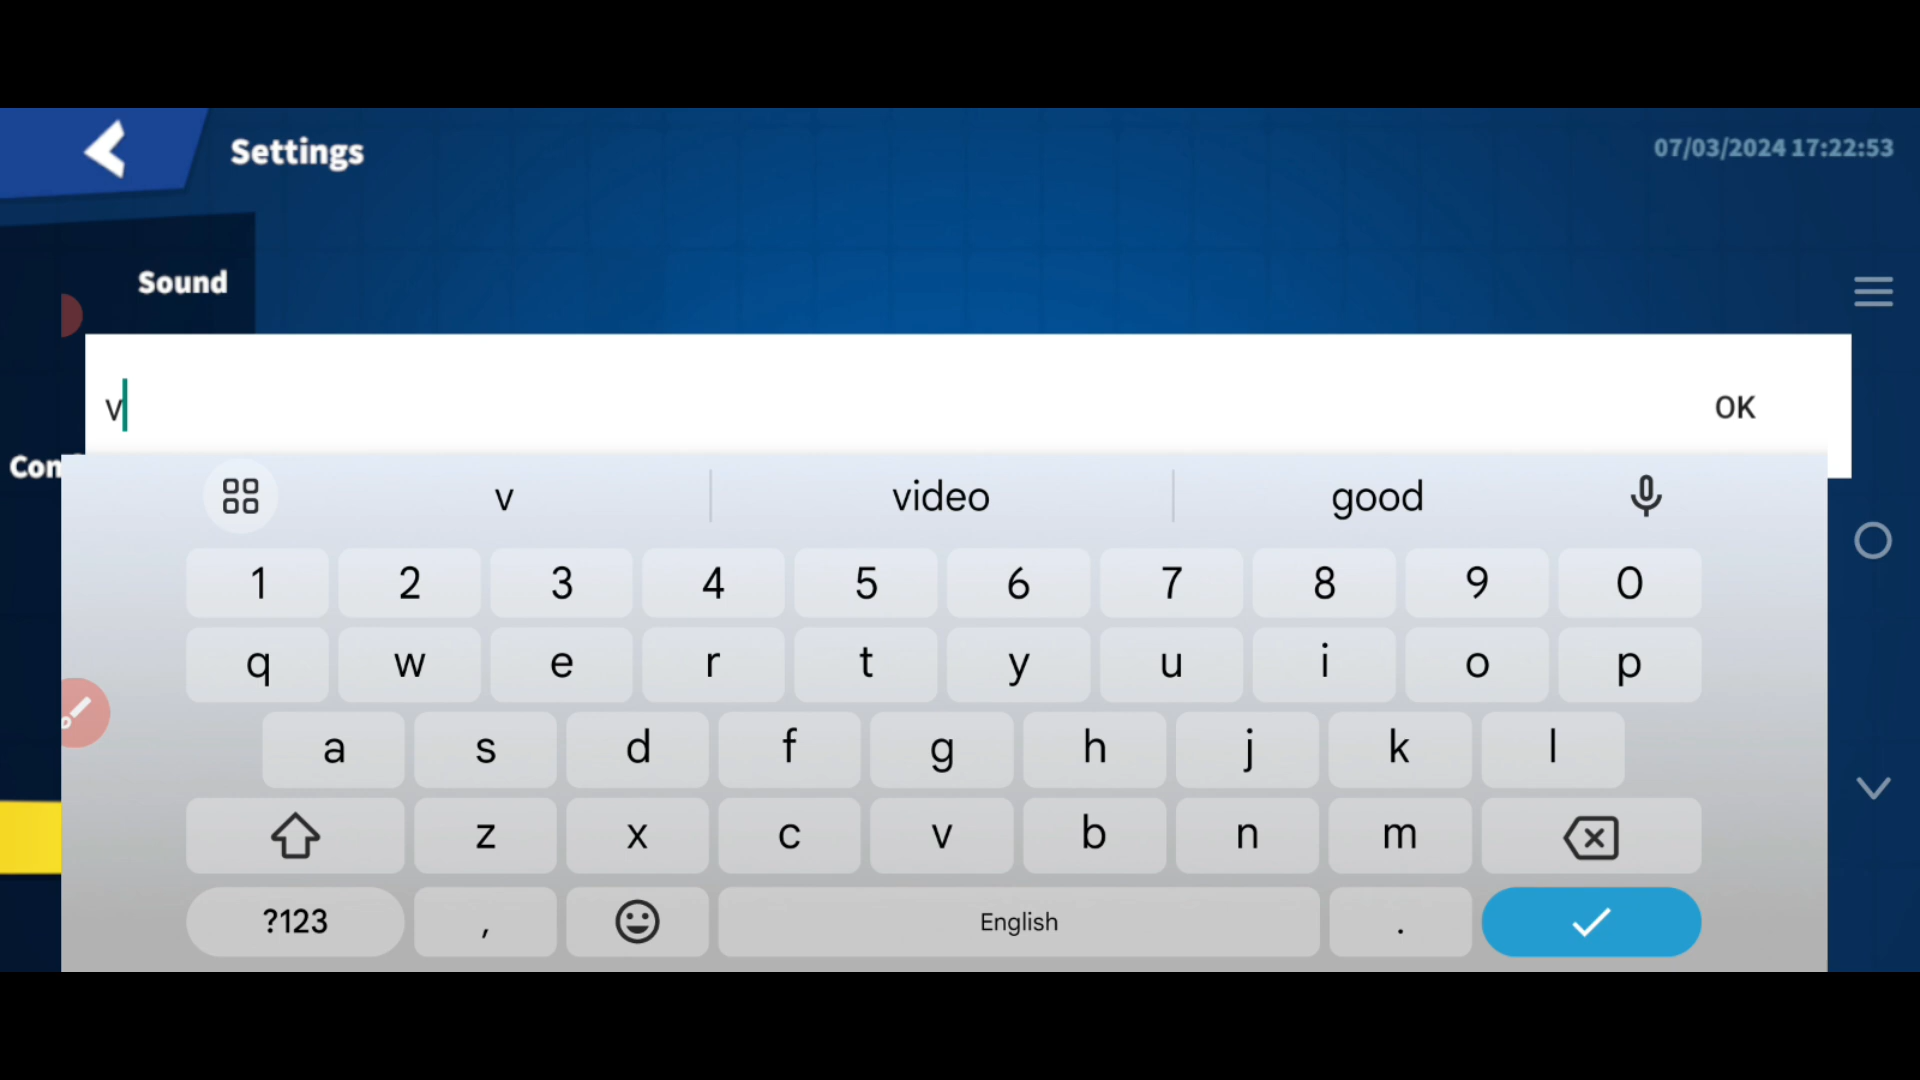 Settings
07/03/2024 17:22:53
Sound
v
OK
Con
v video good
1 2 3 4 5 6 7 8 9 0
q w e r t y u i o p
a s d f g h j k l
z x c v b n m
?123 , English .